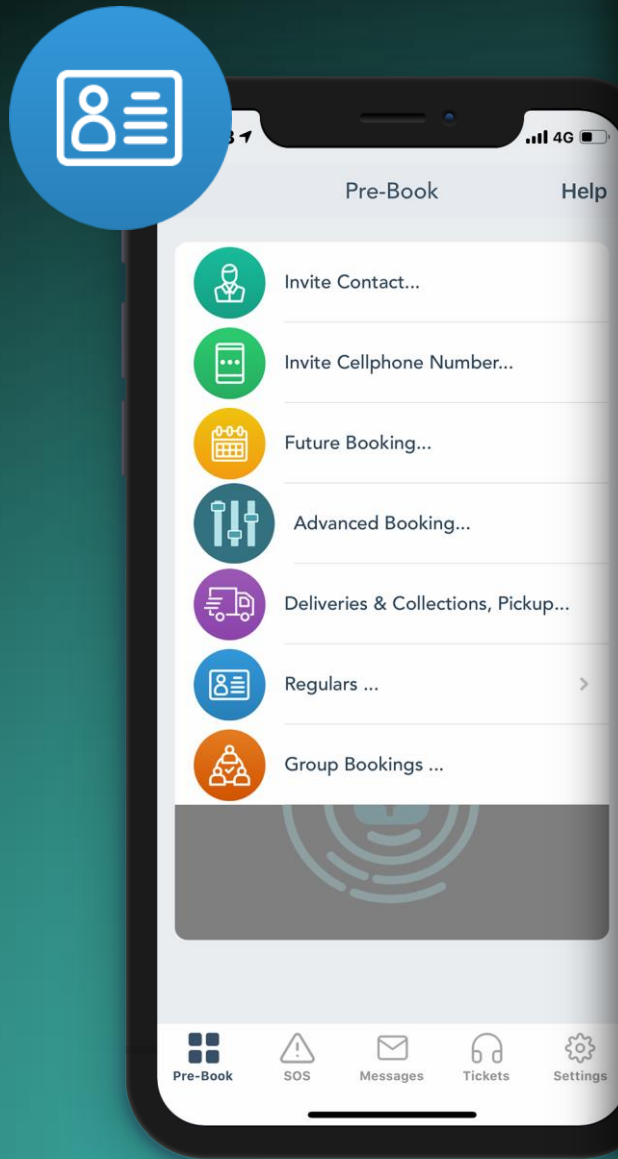 4G
Pre-Book
Help
Invite Contact...
Invite Cellphone Number...
Future Booking...
Advanced Booking...
Deliveries & Collections, Pickup...
Regulars ...
Group Bookings ...
Pre-Book
SOS
Messages
Tickets
Settings